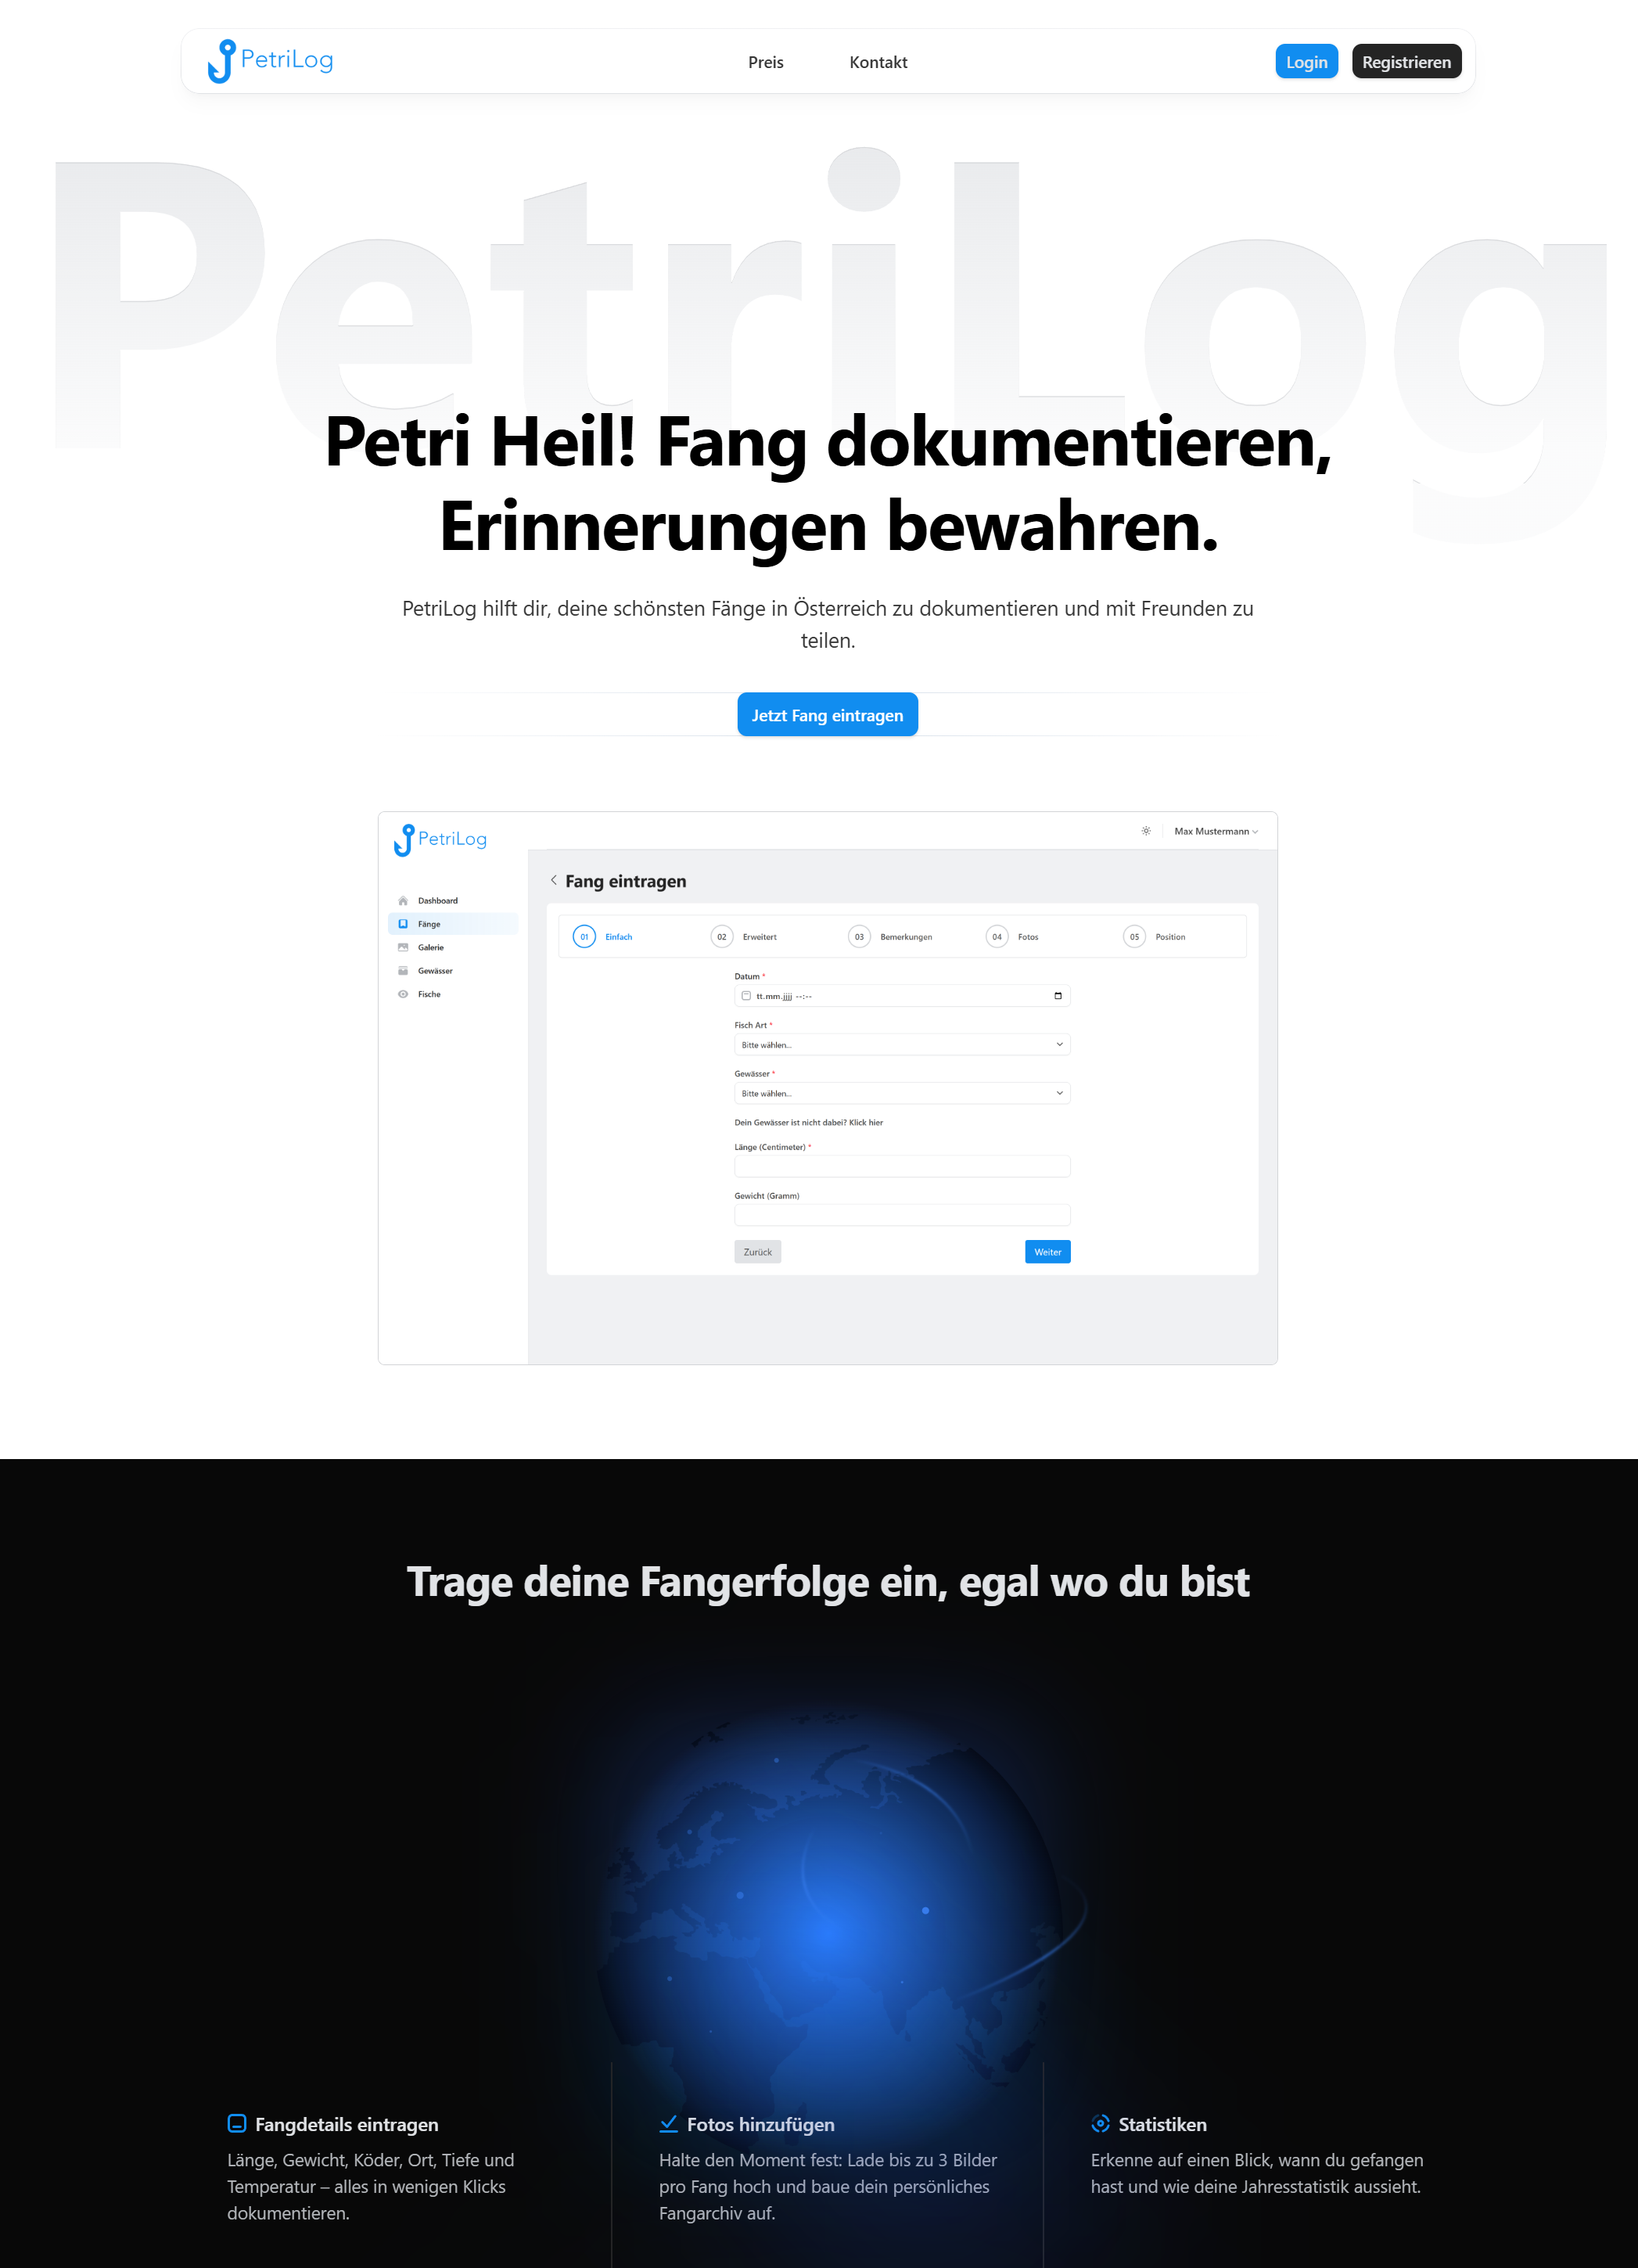 PetriLog
Preis
Kontakt
Login
Registrieren
PetriLog
Petri Heil! Fang dokumentieren,
Erinnerungen bewahren.
PetriLog hilft dir, deine schönsten Fänge in Österreich zu dokumentieren und mit Freunden zu
teilen.
Jetzt Fang eintragen
PetriLog
Max Mustermann
Dashboard
Fänge
Galerie
Gewässer
Fische
Fang eintragen
01 Einfach
02 Erweitert
03 Bemerkungen
04 Fotos
05 Position
Datum *
tt.mm.jjjj --:--
Fisch Art *
Bitte wählen...
Gewässer *
Bitte wählen...
Dein Gewässer ist nicht dabei? Klick hier
Länge (Centimeter) *
Gewicht (Gramm)
Zurück
Weiter
Trage deine Fangerfolge ein, egal wo du bist
Fangdetails eintragen
Länge, Gewicht, Köder, Ort, Tiefe und
Temperatur – alles in wenigen Klicks
dokumentieren.
Fotos hinzufügen
Halte den Moment fest: Lade bis zu 3 Bilder
pro Fang hoch und baue dein persönliches
Fangarchiv auf.
Statistiken
Erkenne auf einen Blick, wann du gefangen
hast und wie deine Jahresstatistik aussieht.